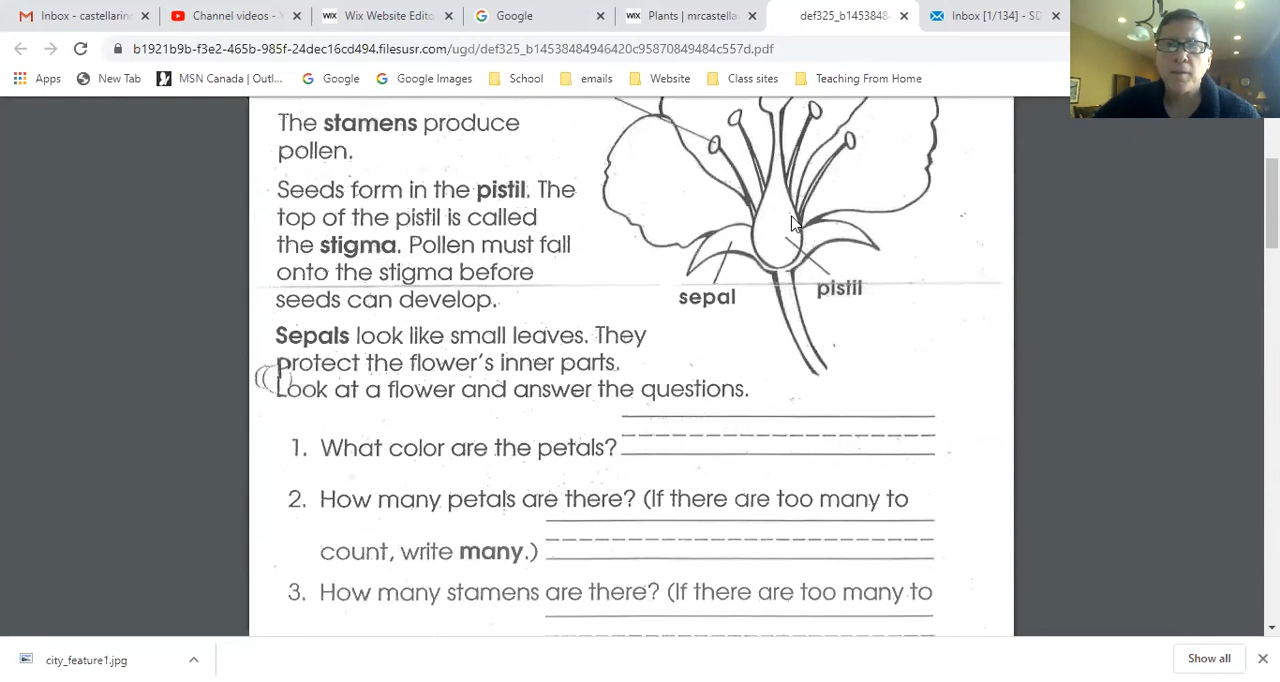 Inbox - castellarin
Channel videos - Y
WIX Wix Website Edito
Google
WIX Plants | mrcastella
def325_b1453848-
Inbox [1/134] - SD
b1921b9b-f3e2-465b-985f-24dec16cd494.filesusr.com/ugd/def325_b14538484946420c95870849484c557d.pdf
Apps
New Tab
MSN Canada | Outl...
Google
Google Images
School
emails
Website
Class sites
Teaching From Home
The stamens produce
pollen.
Seeds form in the pistil. The
top of the pistil is called
the stigma. Pollen must fall
onto the stigma before
seeds can develop.
sepal
pistil
Sepals look like small leaves. They
protect the flower's inner parts.
Look at a flower and answer the questions.
1. What color are the petals?
2. How many petals are there? (If there are too many to
count, write many.)
3. How many stamens are there? (If there are too many to
city_feature1.jpg
Show all